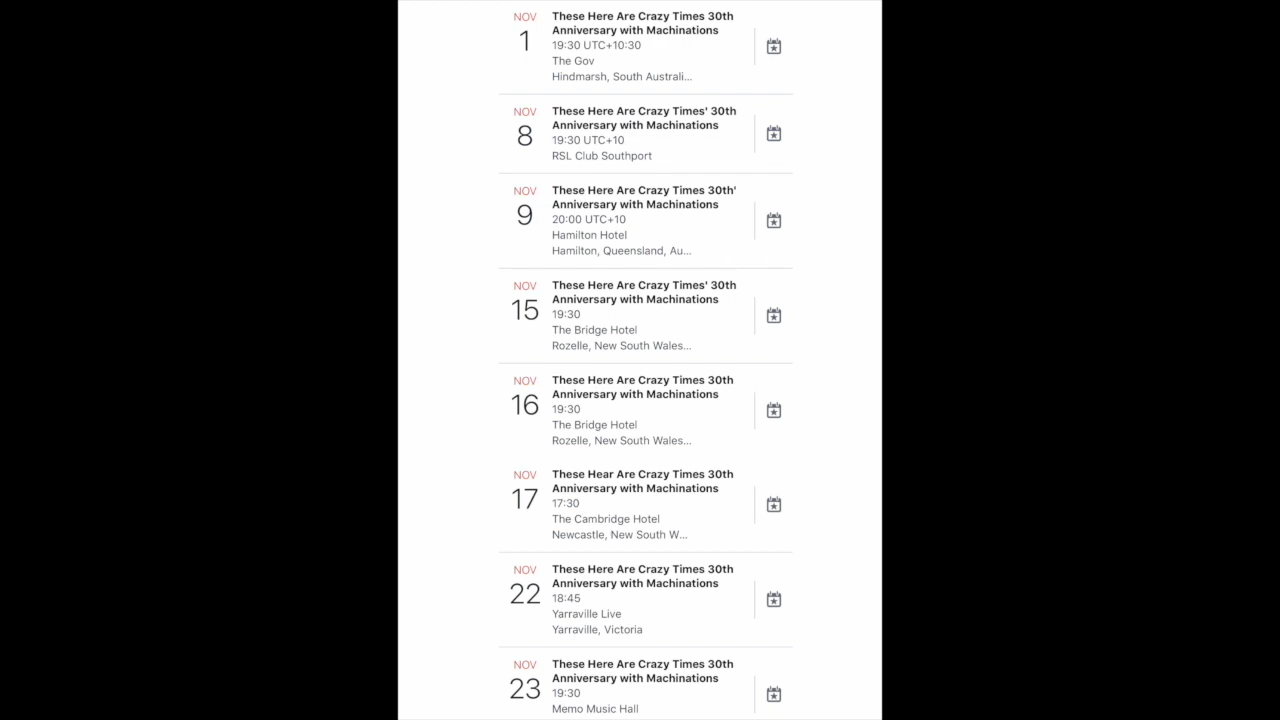 NOV
1
These Here Are Crazy Times 30th
Anniversary with Machinations
19:30 UTC+10:30
The Gov
Hindmarsh, South Australi...
NOV
8
These Here Are Crazy Times' 30th
Anniversary with Machinations
19:30 UTC+10
RSL Club Southport
NOV
9
These Here Are Crazy Times 30th'
Anniversary with Machinations
20:00 UTC+10
Hamilton Hotel
Hamilton, Queensland, Au...
NOV
15
These Here Are Crazy Times' 30th
Anniversary with Machinations
19:30
The Bridge Hotel
Rozelle, New South Wales...
NOV
16
These Here Are Crazy Times 30th
Anniversary with Machinations
19:30
The Bridge Hotel
Rozelle, New South Wales...
NOV
17
These Hear Are Crazy Times 30th
Anniversary with Machinations
17:30
The Cambridge Hotel
Newcastle, New South W...
NOV
22
These Here Are Crazy Times 30th
Anniversary with Machinations
18:45
Yarraville Live
Yarraville, Victoria
NOV
23
These Here Are Crazy Times 30th
Anniversary with Machinations
19:30
Memo Music Hall